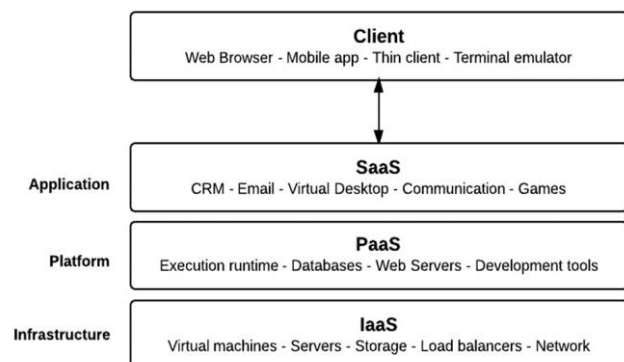 Client
Web Browser - Mobile app - Thin client - Terminal emulator
SaaS
Application
CRM - Email - Virtual Desktop - Communication - Games
PaaS
Platform
Execution runtime - Databases - Web Servers - Development tools
IaaS
Infrastructure
Virtual machines - Servers - Storage - Load balancers - Network